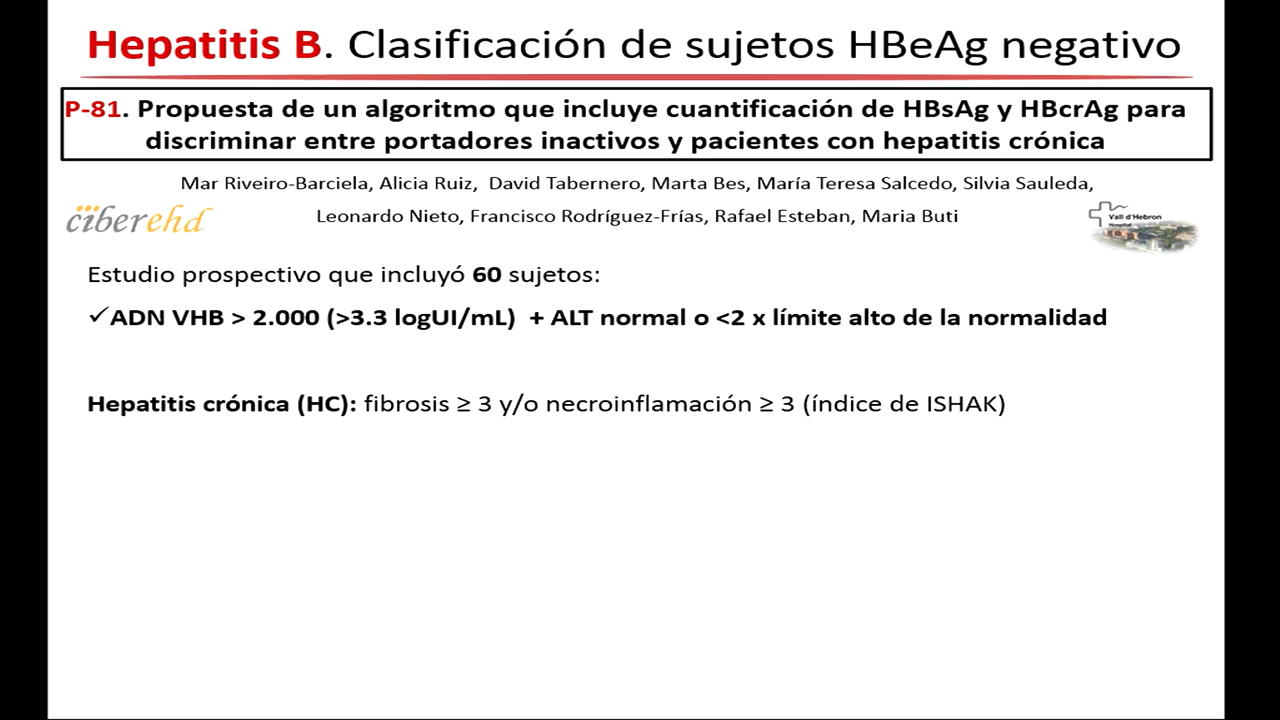 Hepatitis B. Clasificación de sujetos HBeAg negativo
P-81. Propuesta de un algoritmo que incluye cuantificación de HBsAg y HBcrAg para
discriminar entre portadores inactivos y pacientes con hepatitis crónica
Mar Riveiro-Barciela, Alicia Ruiz, David Tabernero, Marta Bes, María Teresa Salcedo, Silvia Sauleda,
Leonardo Nieto, Francisco Rodríguez-Frías, Rafael Esteban, Maria Buti
ciberehd
Vall d'Hebron
Hospital
Estudio prospectivo que incluyó 60 sujetos:
✓ADN VHB > 2.000 (>3.3 logUI/mL) + ALT normal o <2 x límite alto de la normalidad
Hepatitis crónica (HC): fibrosis ≥ 3 y/o necroinflamación ≥ 3 (índice de ISHAK)